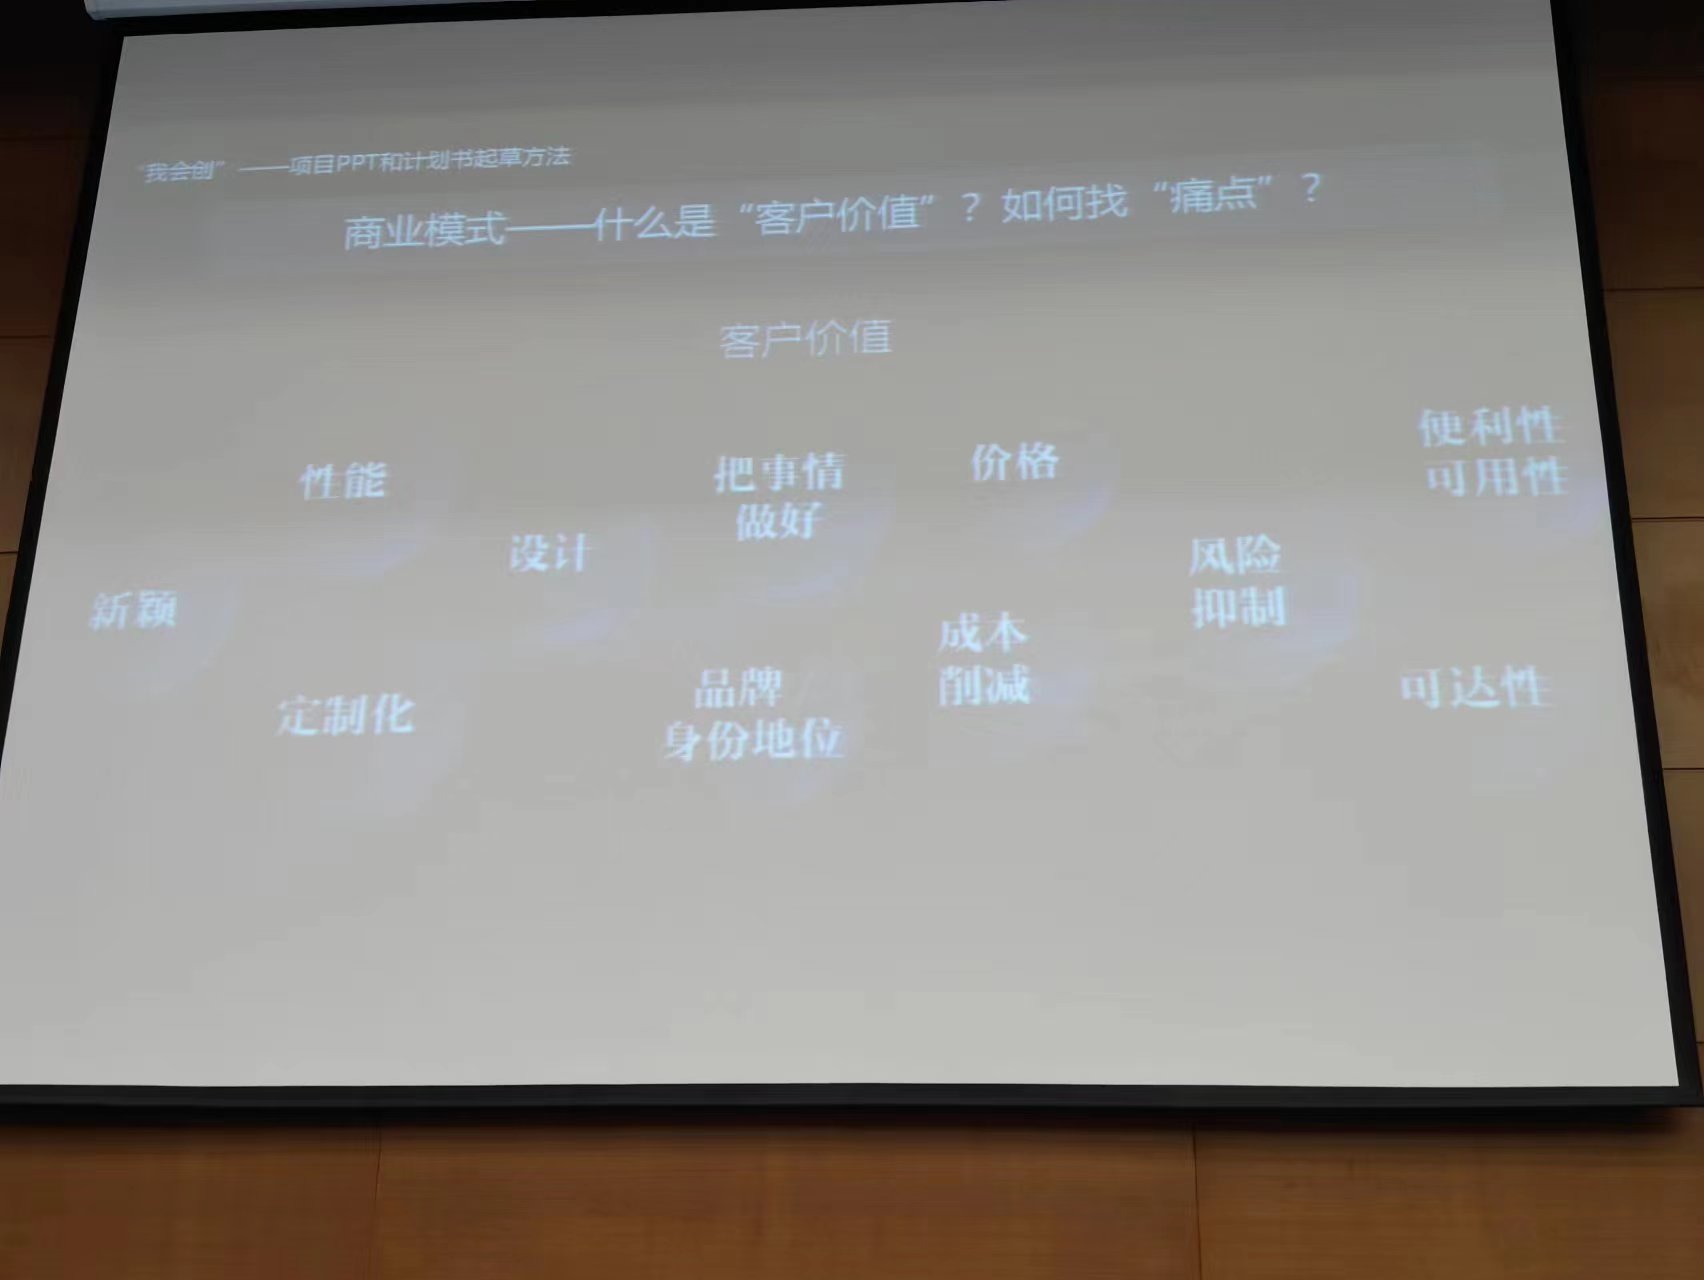 “我会创”——项目PPT和计划书起草方法
商业模式——什么是“客户价值”？如何找“痛点”？
客户价值
新颖
性能
定制化
设计
把事情
做好
品牌
身份地位
价格
成本
削减
风险
抑制
便利性
可用性
可达性